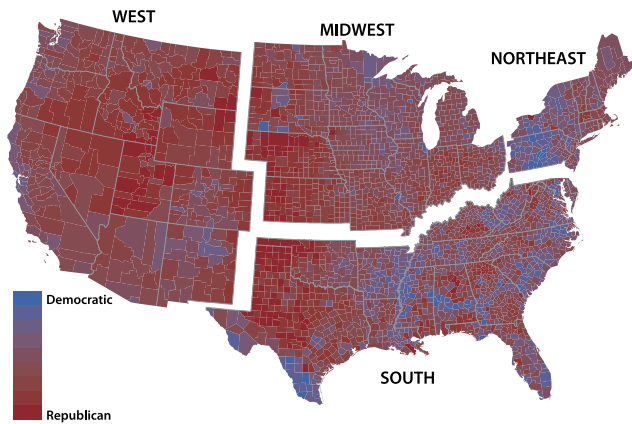 WEST
MIDWEST
NORTHEAST
Democratic
Republican
SOUTH